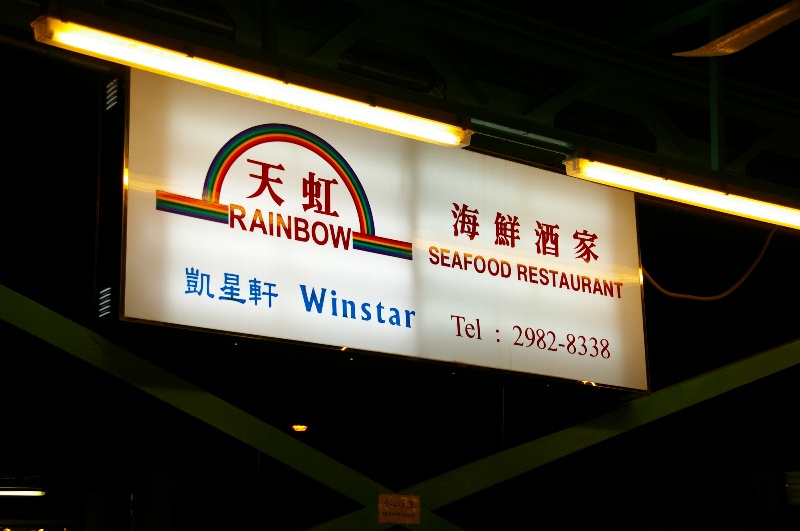 天虹
RAINBOW
海鮮酒家
SEAFOOD RESTAURANT
凱星軒 Winstar
Tel : 2982-8338